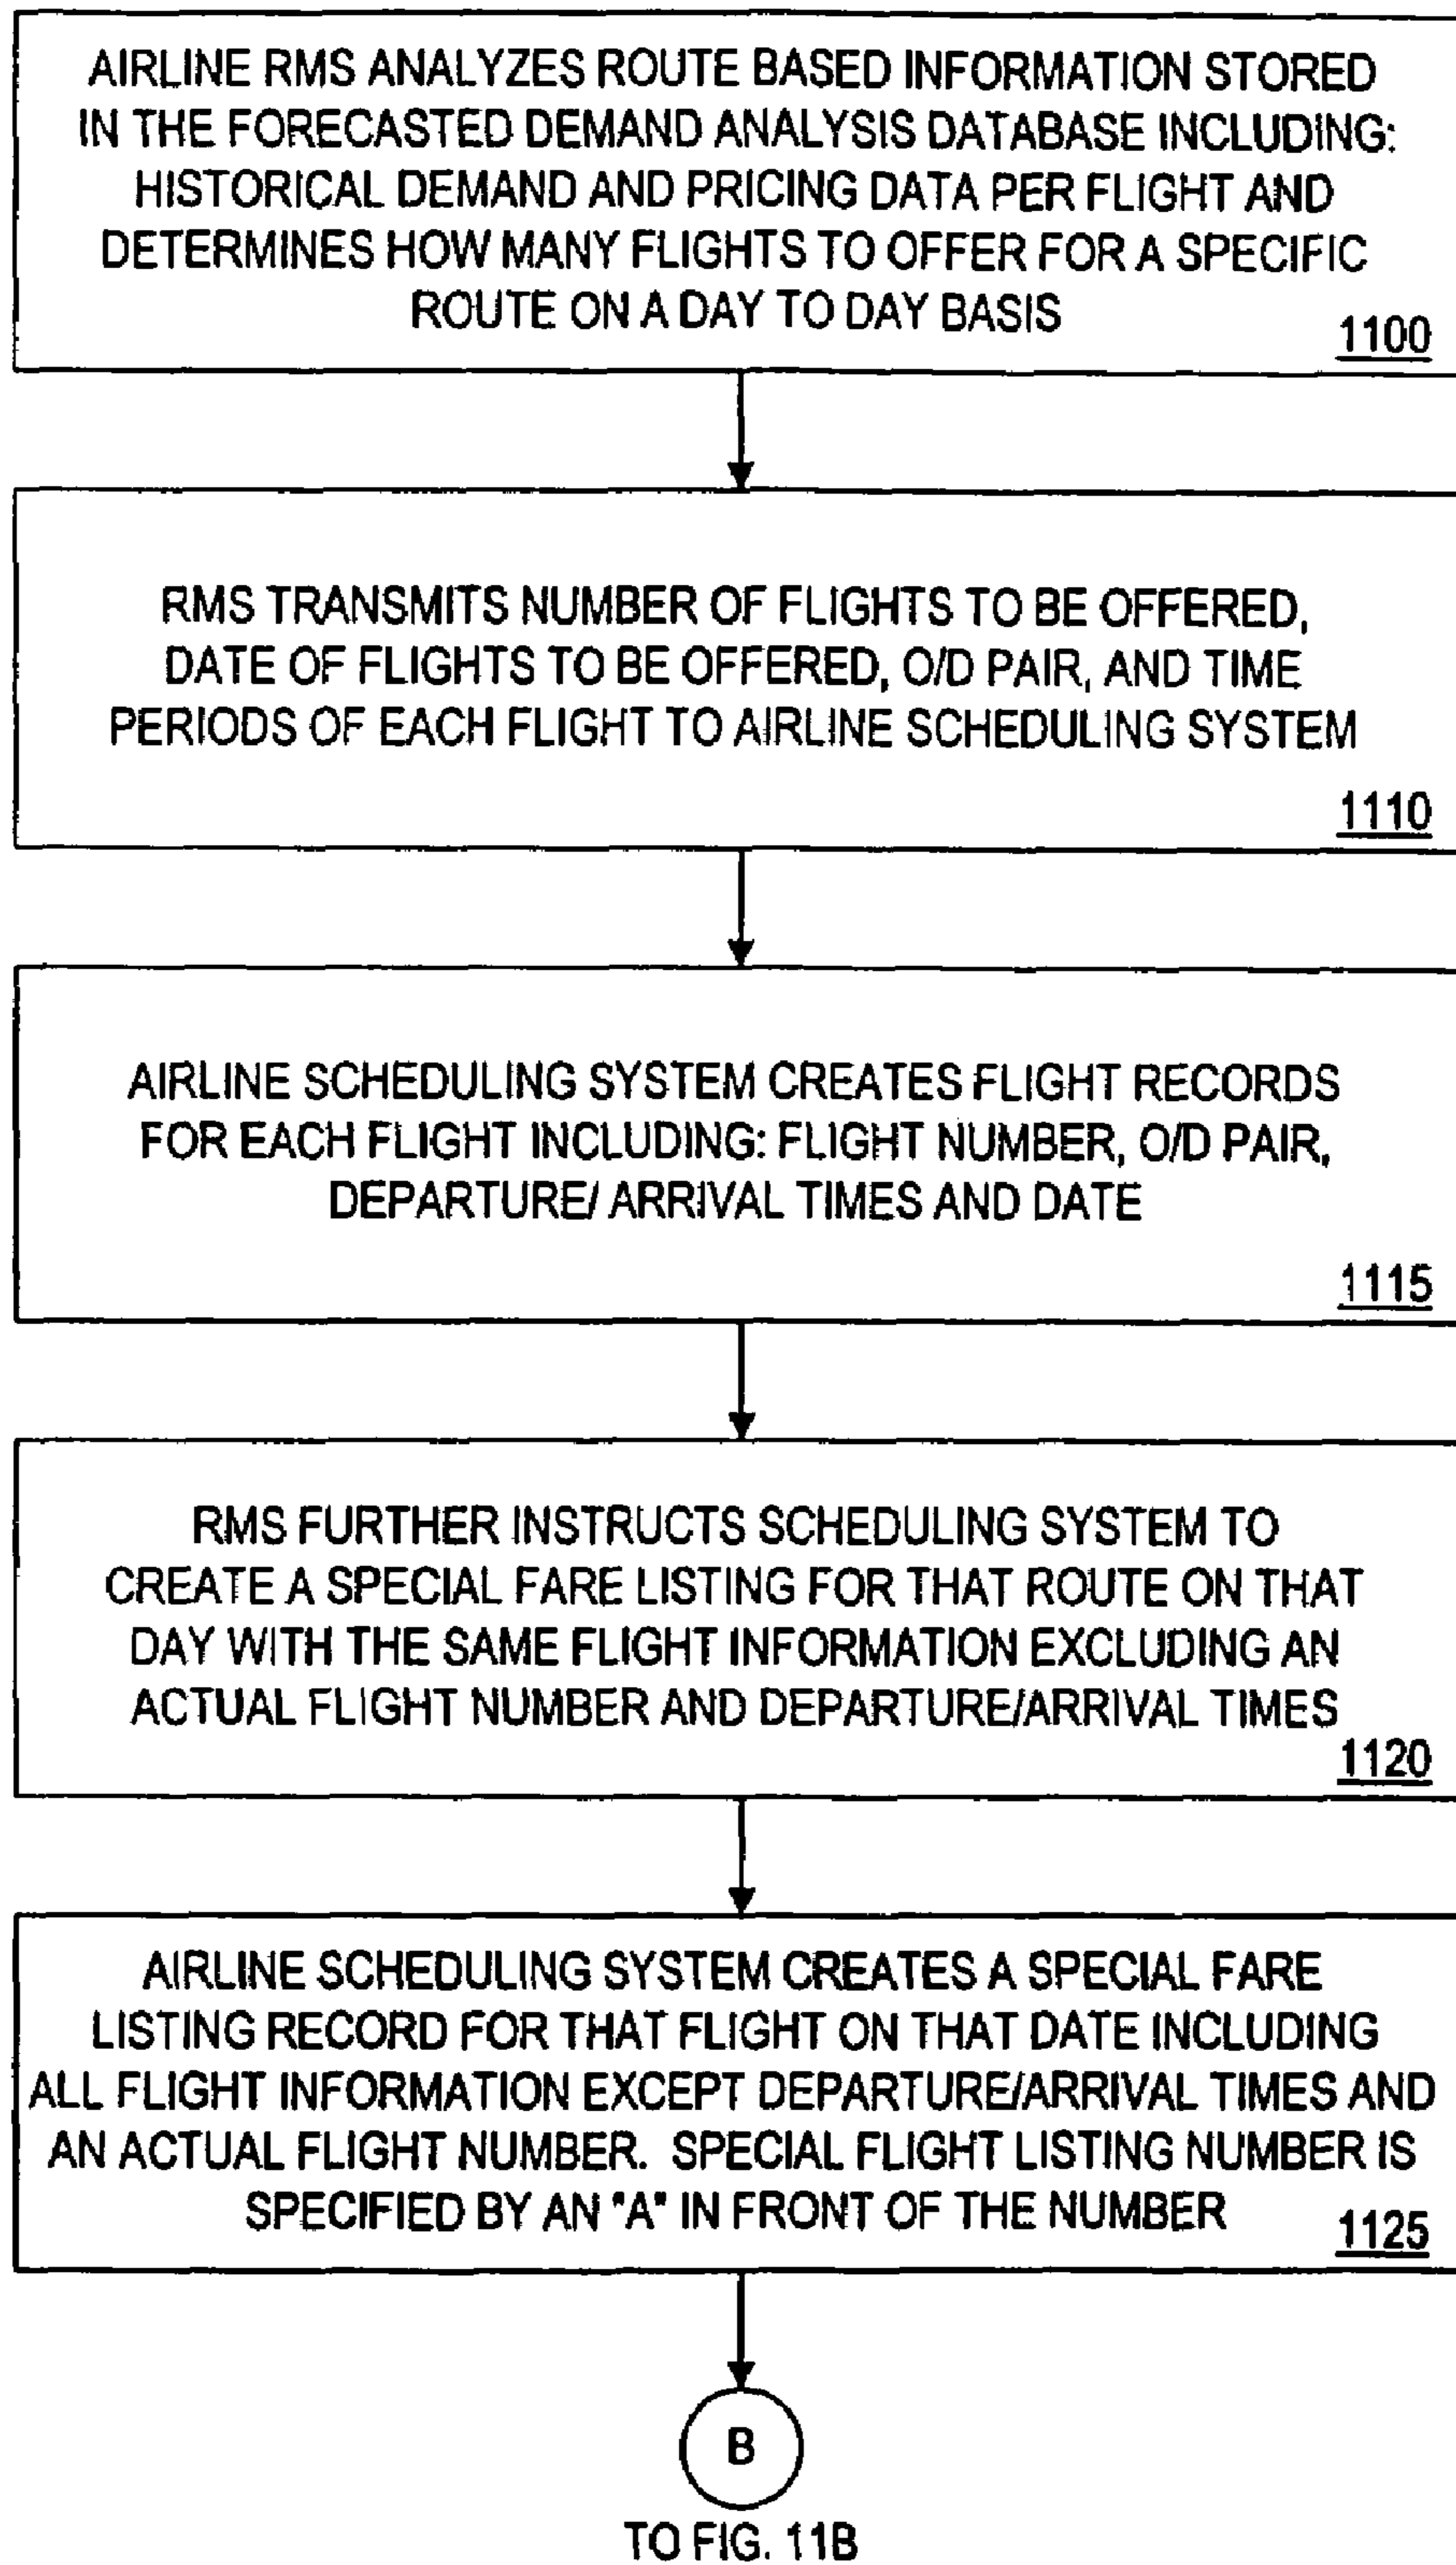 AIRLINE RMS ANALYZES ROUTE BASED INFORMATION STORED
IN THE FORECASTED DEMAND ANALYSIS DATABASE INCLUDING:
HISTORICAL DEMAND AND PRICING DATA PER FLIGHT AND
DETERMINES HOW MANY FLIGHTS TO OFFER FOR A SPECIFIC
ROUTE ON A DAY TO DAY BASIS
1100
RMS TRANSMITS NUMBER OF FLIGHTS TO BE OFFERED,
DATE OF FLIGHTS TO BE OFFERED, O/D PAIR, AND TIME
PERIODS OF EACH FLIGHT TO AIRLINE SCHEDULING SYSTEM
1110
AIRLINE SCHEDULING SYSTEM CREATES FLIGHT RECORDS
FOR EACH FLIGHT INCLUDING: FLIGHT NUMBER, O/D PAIR,
DEPARTURE/ ARRIVAL TIMES AND DATE
1115
RMS FURTHER INSTRUCTS SCHEDULING SYSTEM TO
CREATE A SPECIAL FARE LISTING FOR THAT ROUTE ON THAT
DAY WITH THE SAME FLIGHT INFORMATION EXCLUDING AN
ACTUAL FLIGHT NUMBER AND DEPARTURE/ARRIVAL TIMES
1120
AIRLINE SCHEDULING SYSTEM CREATES A SPECIAL FARE
LISTING RECORD FOR THAT FLIGHT ON THAT DATE INCLUDING
ALL FLIGHT INFORMATION EXCEPT DEPARTURE/ARRIVAL TIMES AND
AN ACTUAL FLIGHT NUMBER. SPECIAL FLIGHT LISTING NUMBER IS
SPECIFIED BY AN "A" IN FRONT OF THE NUMBER
1125
B
TO FIG. 11B